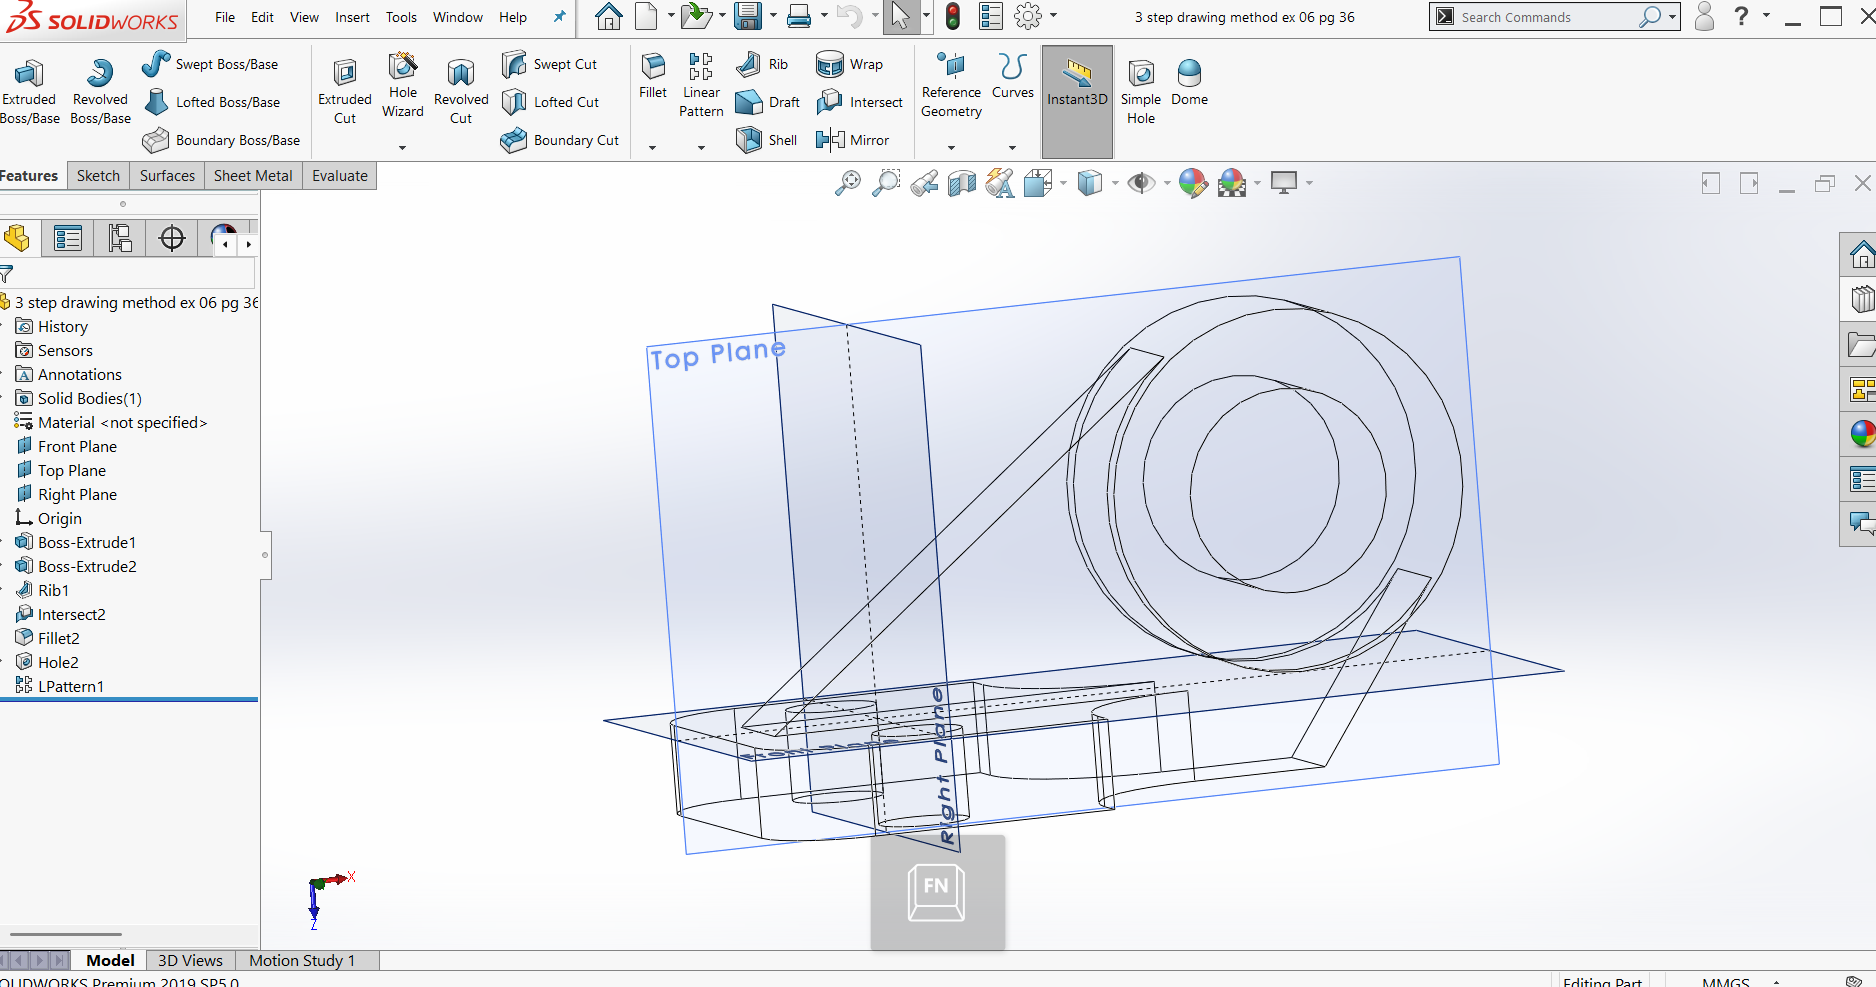 SOLIDWORKS
File Edit View Insert Tools Window Help
3 step drawing method ex 06 pg 36
Search Commands
?
Extruded Boss/Base
Revolved Boss/Base
Swept Boss/Base
Lofted Boss/Base
Boundary Boss/Base
Extruded Cut
Hole Wizard
Revolved Cut
Swept Cut
Lofted Cut
Boundary Cut
Fillet
Linear Pattern
Rib
Draft
Shell
Wrap
Intersect
Mirror
Reference Geometry
Curves
Instant3D
Simple Hole
Dome
Features Sketch Surfaces Sheet Metal Evaluate
3 step drawing method ex 06 pg 36
History
Sensors
Annotations
Solid Bodies(1)
Material <not specified>
Front Plane
Top Plane
Right Plane
Origin
Boss-Extrude1
Boss-Extrude2
Rib1
Intersect2
Fillet2
Hole2
LPattern1
Top Plane
Front Plane
Right Plane
X
Z
FN
Model 3D Views Motion Study 1
OLIDWORKS Premium 2019 SP5.0
Editing Part
MMGS